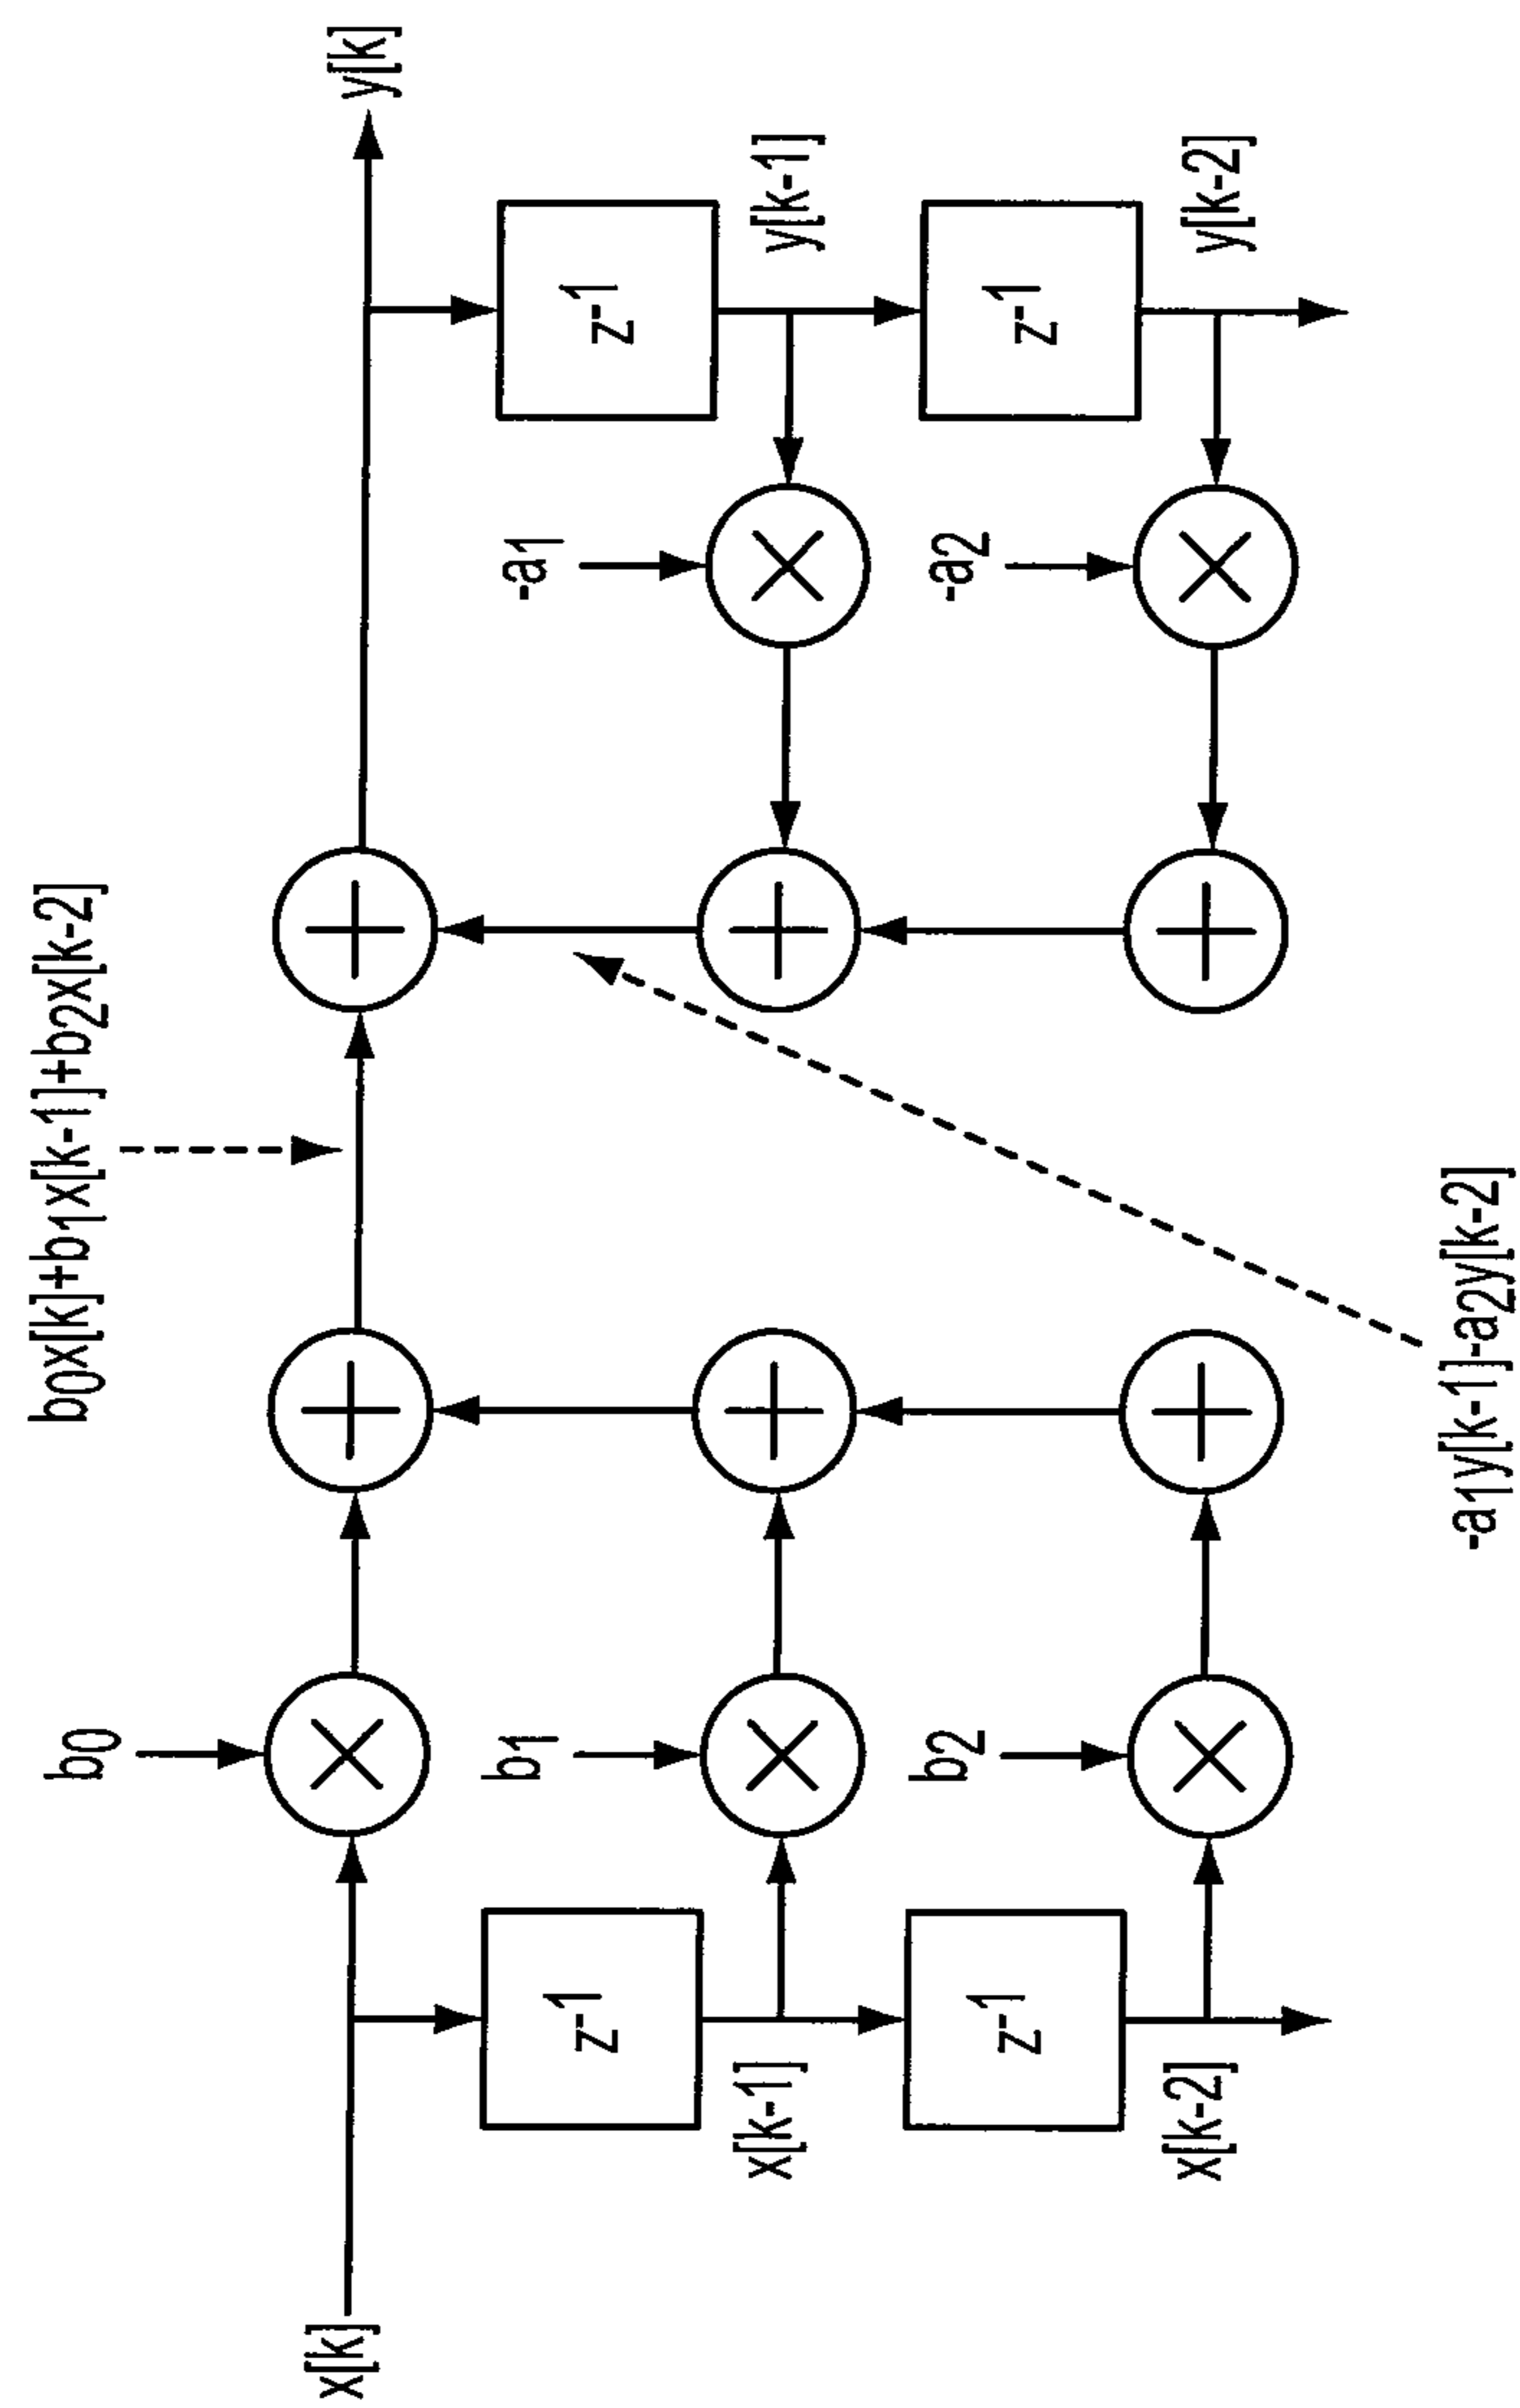 b0x[k]+b1x[k-1]+b2x[k-2]
x[k]
b0
y[k]
z-1
x[k-1]
b1
-a1
z-1
y[k-1]
z-1
x[k-2]
b2
-a2
z-1
y[k-2]
-a1y[k-1]-a2y[k-2]